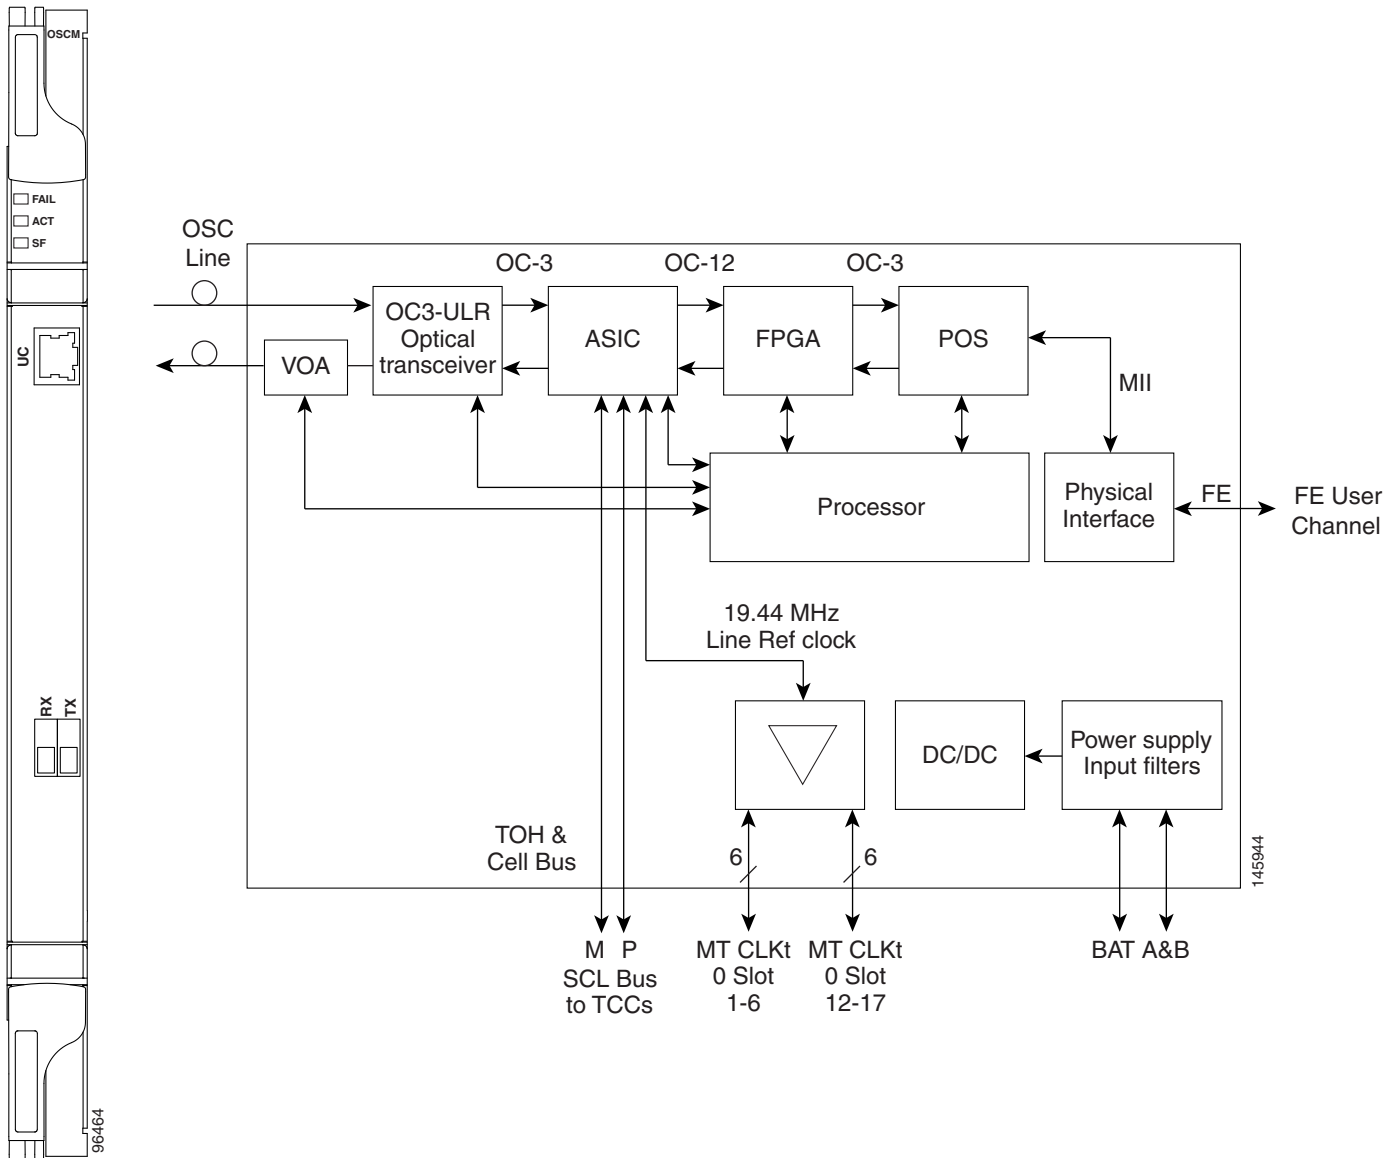 OSCM
FAIL
ACT
SF
UC
RX
TX
96464
OSC
Line
OC-3
OC-12
OC-3
OC3-ULR
Optical
transceiver
ASIC
FPGA
POS
VOA
MII
Processor
Physical
Interface
FE
FE User
Channel
19.44 MHz
Line Ref clock
DC/DC
Power supply
Input filters
TOH &
Cell Bus
6
6
145944
M P
SCL Bus
to TCCs
MT CLKt
0 Slot
1-6
MT CLKt
0 Slot
12-17
BAT A&B